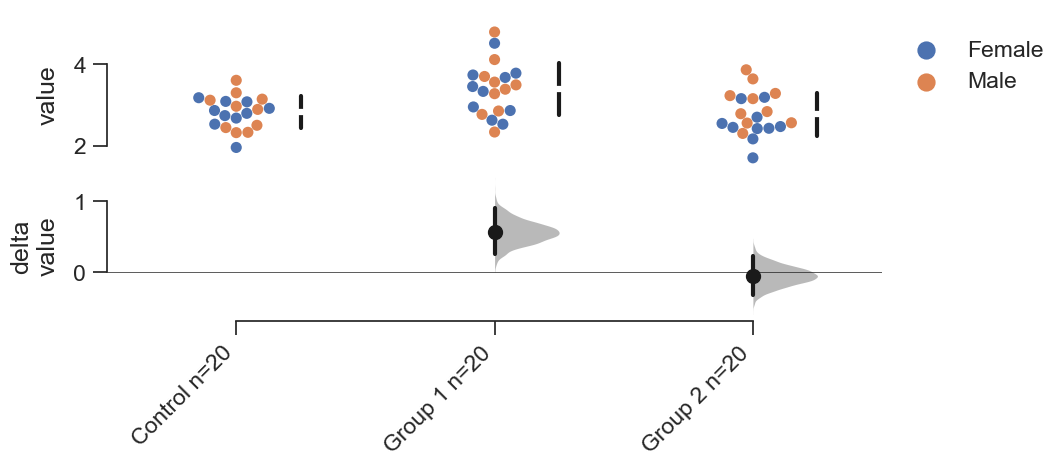 4
2
value
Female
Male
1
0
delta
value
Control n=20
Group 1 n=20
Group 2 n=20